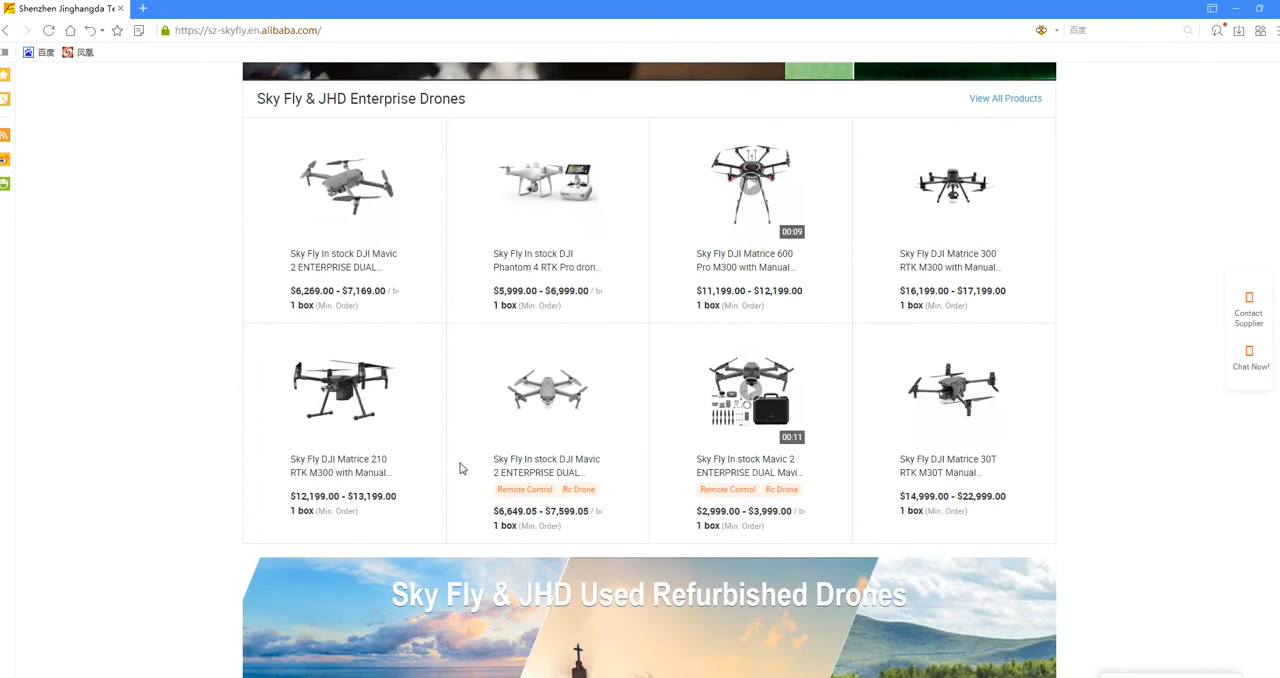 Shenzhen Jinghangda Te
https://sz-skyfly.en.alibaba.com/
百度
百度
凤凰
Sky Fly & JHD Enterprise Drones
View All Products
00:09
Sky Fly In stock DJI Mavic
2 ENTERPRISE DUAL...
$6,269.00 - $7,169.00 / b
1 box (Min. Order)
Sky Fly In stock DJI
Phantom 4 RTK Pro dron...
$5,999.00 - $6,999.00 / b
1 box (Min. Order)
Sky Fly DJI Matrice 600
Pro M300 with Manual...
$11,199.00 - $12,199.00
1 box (Min. Order)
Sky Fly DJI Matrice 300
RTK M300 with Manual...
$16,199.00 - $17,199.00
1 box (Min. Order)
Contact
Supplier
Chat Now!
00:11
Sky Fly DJI Matrice 210
RTK M300 with Manual...
$12,199.00 - $13,199.00
1 box (Min. Order)
Sky Fly In stock DJI Mavic
2 ENTERPRISE DUAL...
Remote Control Rc Drone
$6,649.05 - $7,599.05 / b
1 box (Min. Order)
Sky Fly In stock Mavic 2
ENTERPRISE DUAL Mavi...
Remote Control Rc Drone
$2,999.00 - $3,999.00 / b
1 box (Min. Order)
Sky Fly DJI Matrice 30T
RTK M30T Manual...
$14,999.00 - $22,999.00
1 box (Min. Order)
Sky Fly & JHD Used Refurbished Drones